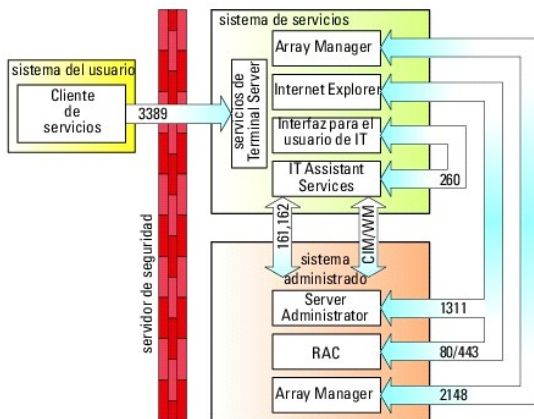 sistema de servicios
Array Manager
sistema del usuario
Cliente
de
servicios
3389
servicios de
Terminal Server
Internet Explorer
Interfaz para el
usuario de IT
IT Assistant
Services
260
161,162
CIM/WM
servidor de seguridad
sistema
administrado
Server
Administrator
1311
RAC
80/443
Array Manager
2148